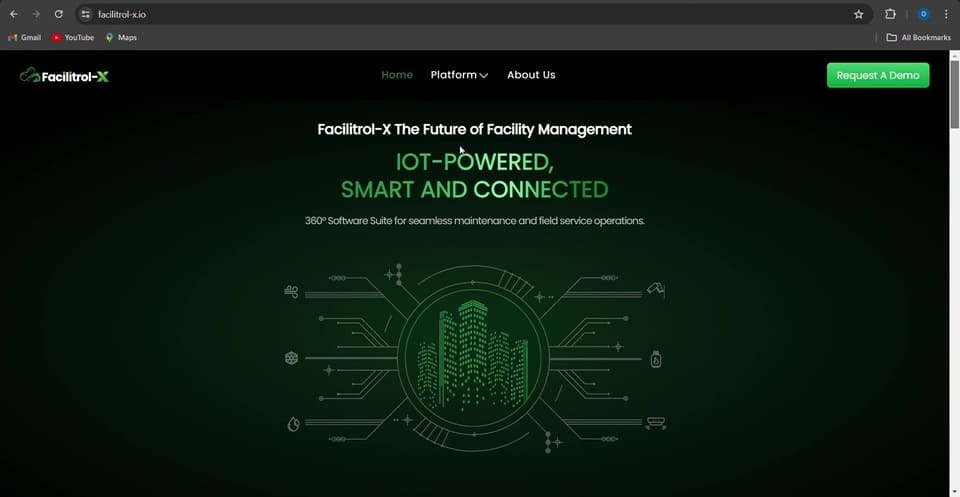 facilitrol-x.io
O
Gmail
YouTube
Maps
All Bookmarks
Facilitrol-X
Home
Platform
About Us
Request A Demo
Facilitrol-X The Future of Facility Management
IOT-POWERED,
SMART AND CONNECTED
360° Software Suite for seamless maintenance and field service operations.